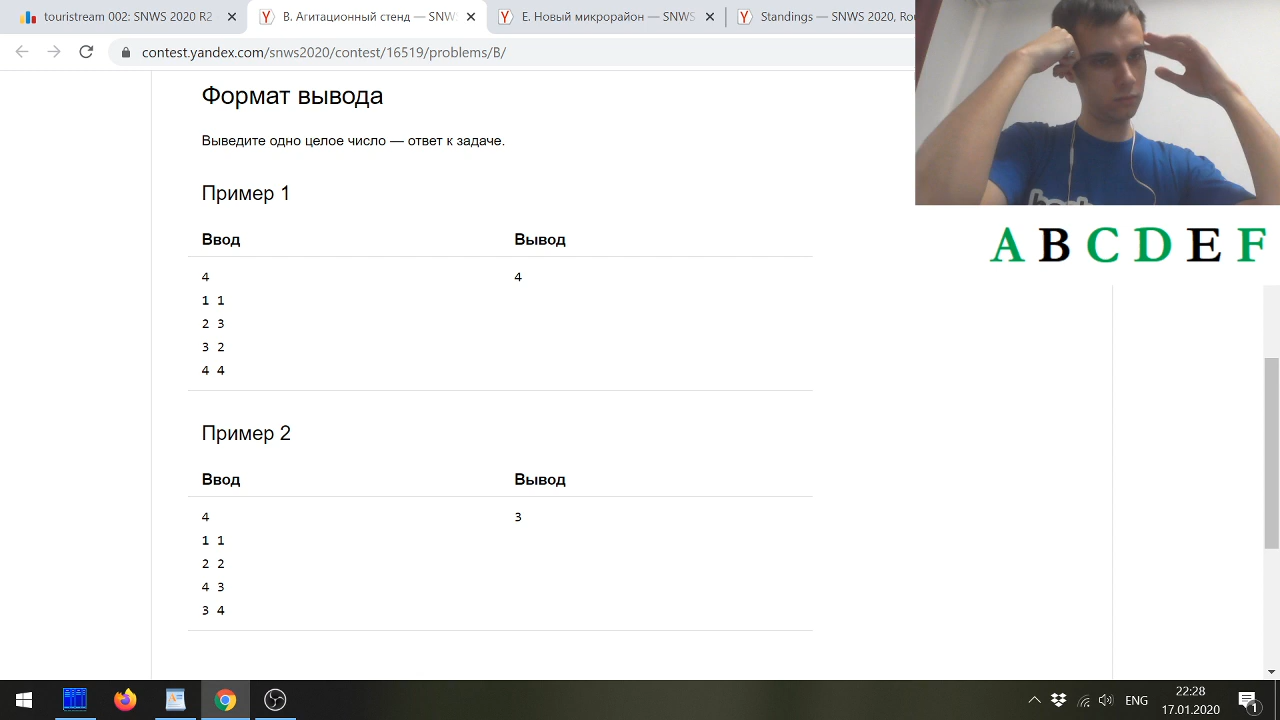 touristream 002: SNWS 2020 R2
B. Агитационный стенд — SNWS
E. Новый микрорайон — SNWS
Standings — SNWS 2020, Rou
contest.yandex.com/snws2020/contest/16519/problems/B/
Формат вывода
Выведите одно целое число — ответ к задаче.
Пример 1
Ввод Вывод
4 4
1 1
2 3
3 2
4 4
Пример 2
Ввод Вывод
4 3
1 1
2 2
4 3
3 4
A B C D E F
ENG
22:28
17.01.2020
1